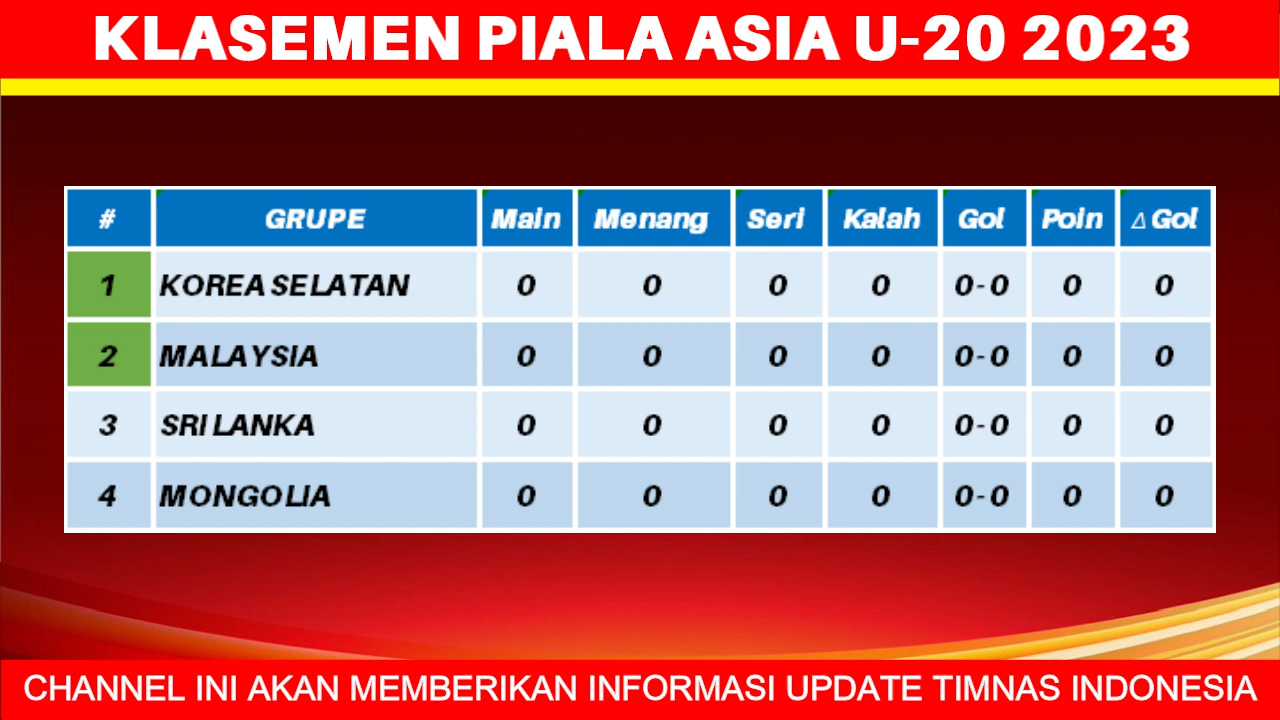 KLASEMEN PIALA ASIA U-20 2023
# GRUPE Main Menang Seri Kalah Gol Poin △ Gol
1 KOREA SELATAN 0 0 0 0 0-0 0 0
2 MALAYSIA 0 0 0 0 0-0 0 0
3 SRI LANKA 0 0 0 0 0-0 0 0
4 MONGOLIA 0 0 0 0 0-0 0 0
CHANNEL INI AKAN MEMBERIKAN INFORMASI UPDATE TIMNAS INDONESIA